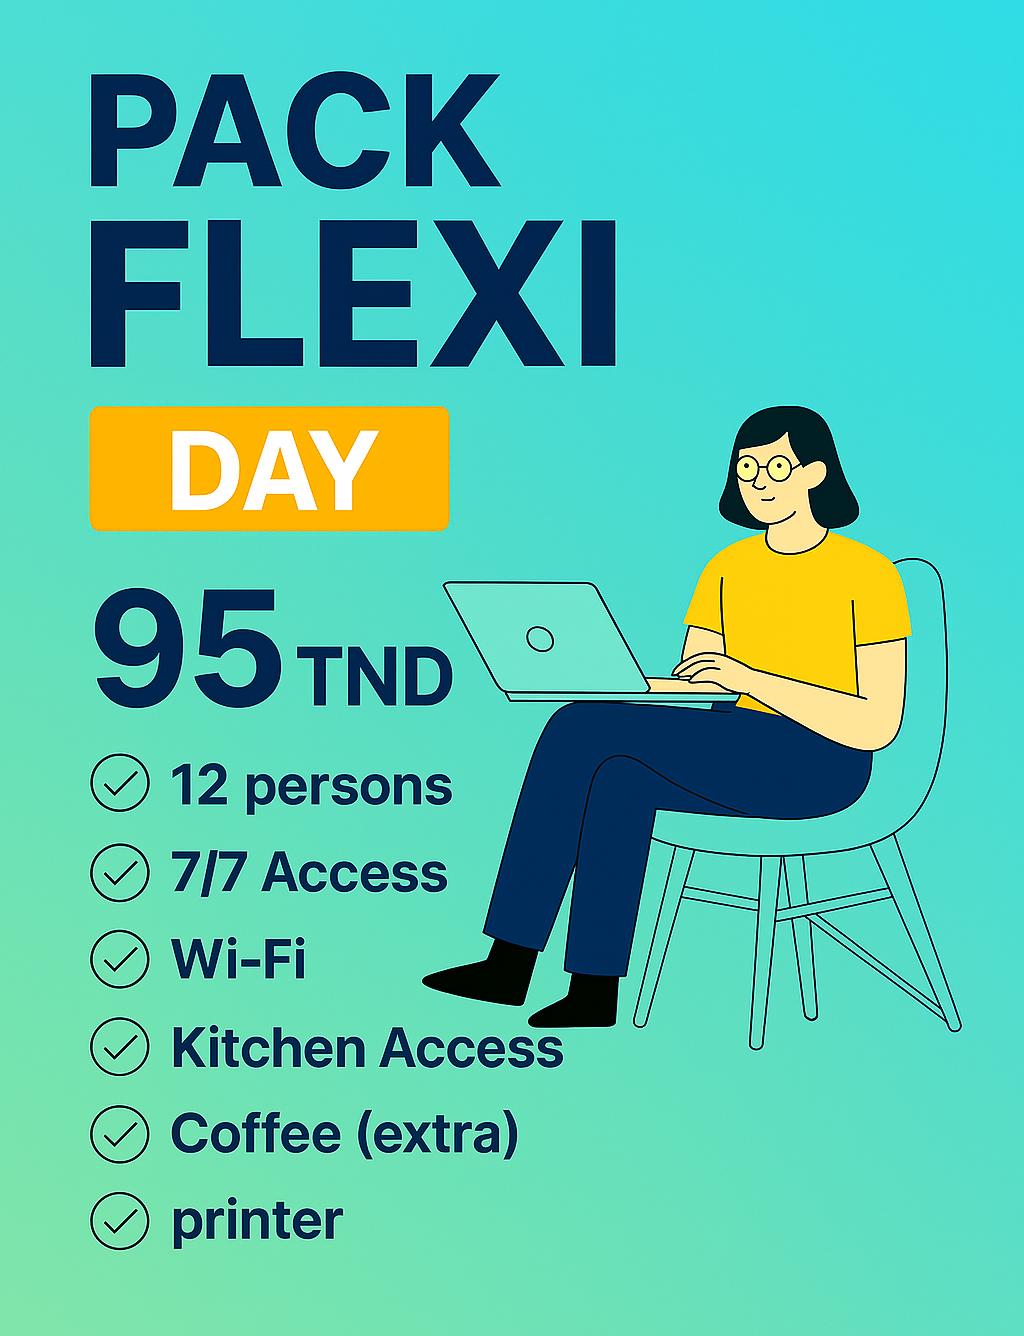 PACK
FLEXI
DAY
95 TND
12 persons
7/7 Access
Wi-Fi
Kitchen Access
Coffee (extra)
printer